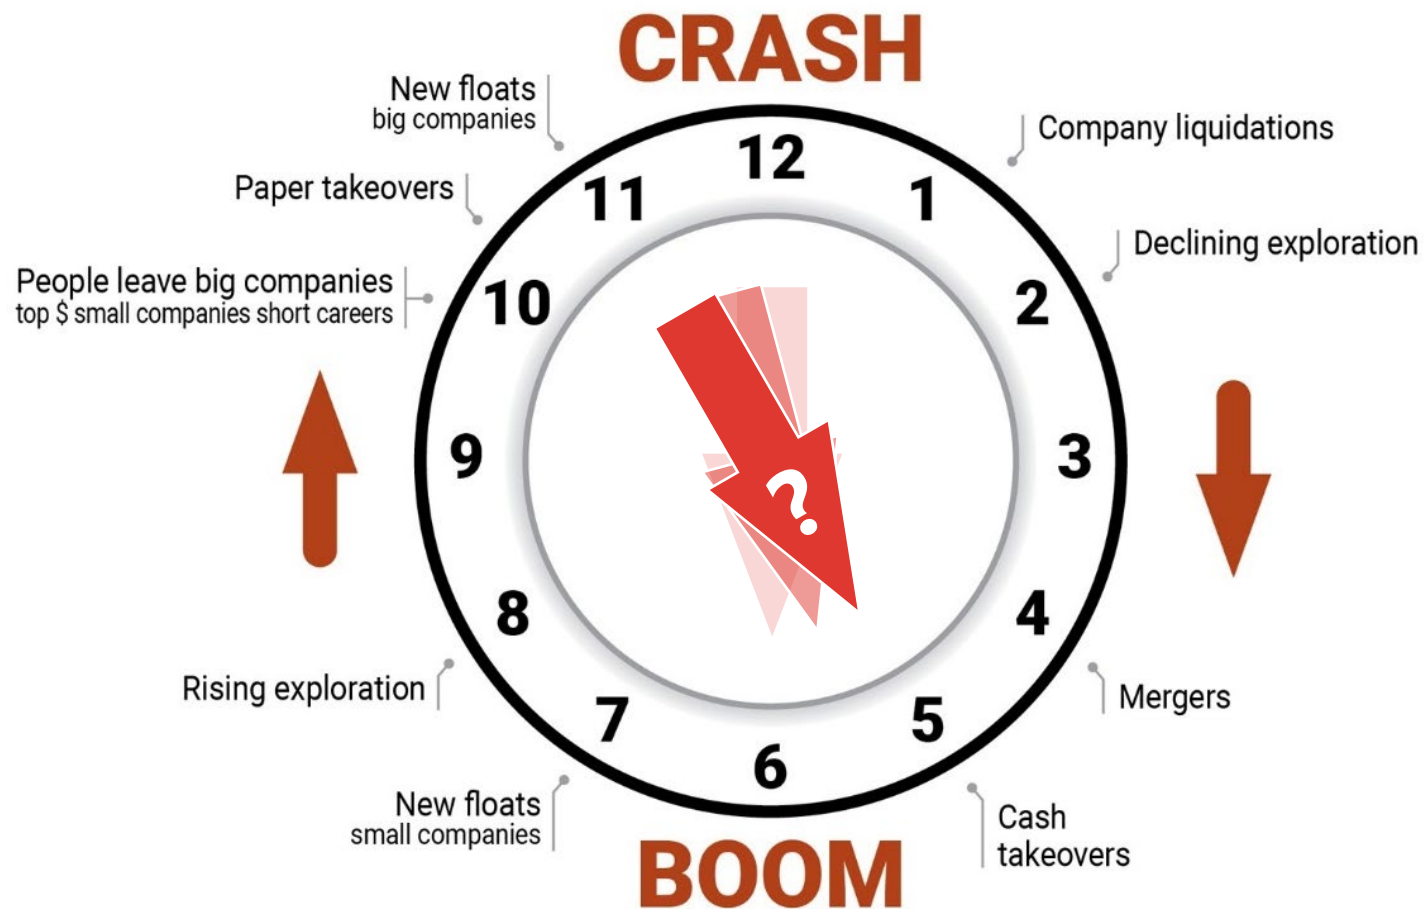 CRASH
New floats
big companies
Company liquidations
Paper takeovers
Declining exploration
People leave big companies
top $ small companies short careers
12
1
2
3
4
5
6
7
8
9
10
11
?
Rising exploration
Mergers
New floats
small companies
Cash
takeovers
BOOM